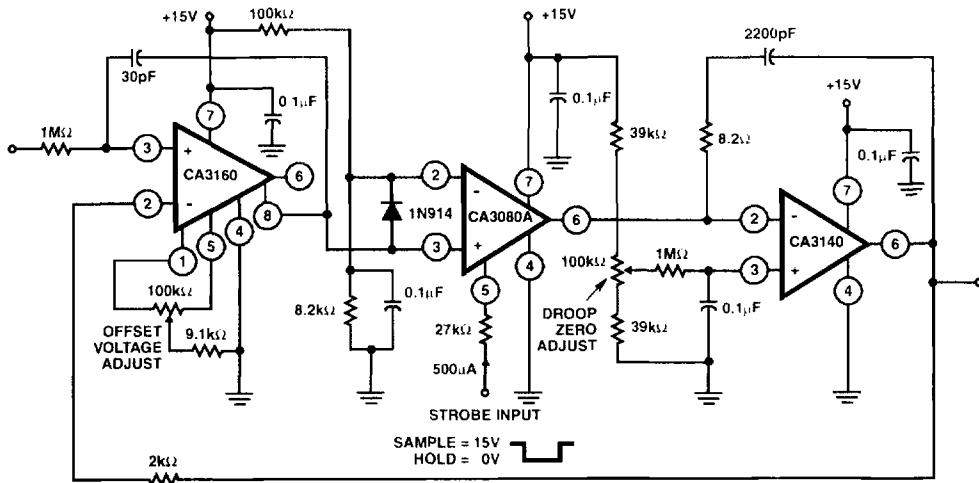 100kΩ
+15V
30pF
0.1µF
7
1MΩ
3
+
CA3160
6
2
-
8
1
5
4
100kΩ
OFFSET
VOLTAGE
ADJUST
9.1kΩ
2kΩ
1N914
8.2kΩ
0.1µF
+15V
0.1µF
7
2
-
CA3080A
6
3
+
5
4
27kΩ
500µA
STROBE INPUT
SAMPLE = 15V
HOLD = 0V
39kΩ
100kΩ
1MΩ
DROOP
ZERO
ADJUST
39kΩ
0.1µF
2200pF
8.2Ω
+15V
0.1µF
7
2
-
CA3140
6
3
+
4